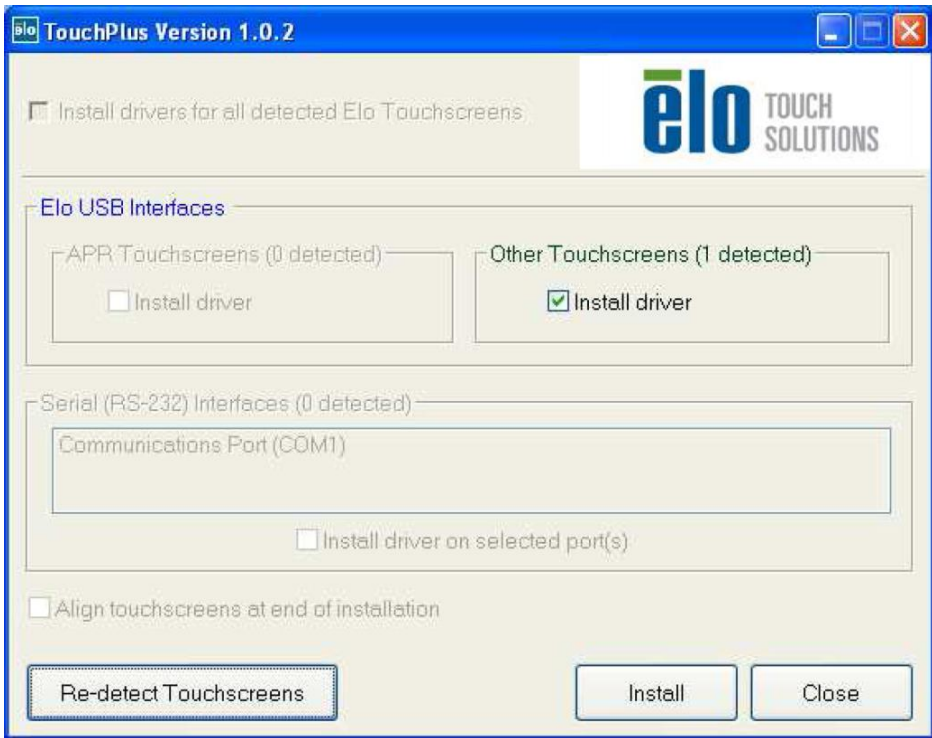 elo TouchPlus Version 1.0.2
Install drivers for all detected Elo Touchscreens
elo TOUCH
SOLUTIONS
Elo USB Interfaces
APR Touchscreens (0 detected)
Install driver
Other Touchscreens (1 detected)
Install driver
Serial (RS-232) Interfaces (0 detected)
Communications Port (COM1)
Install driver on selected port(s)
Align touchscreens at end of installation
Re-detect Touchscreens
Install
Close